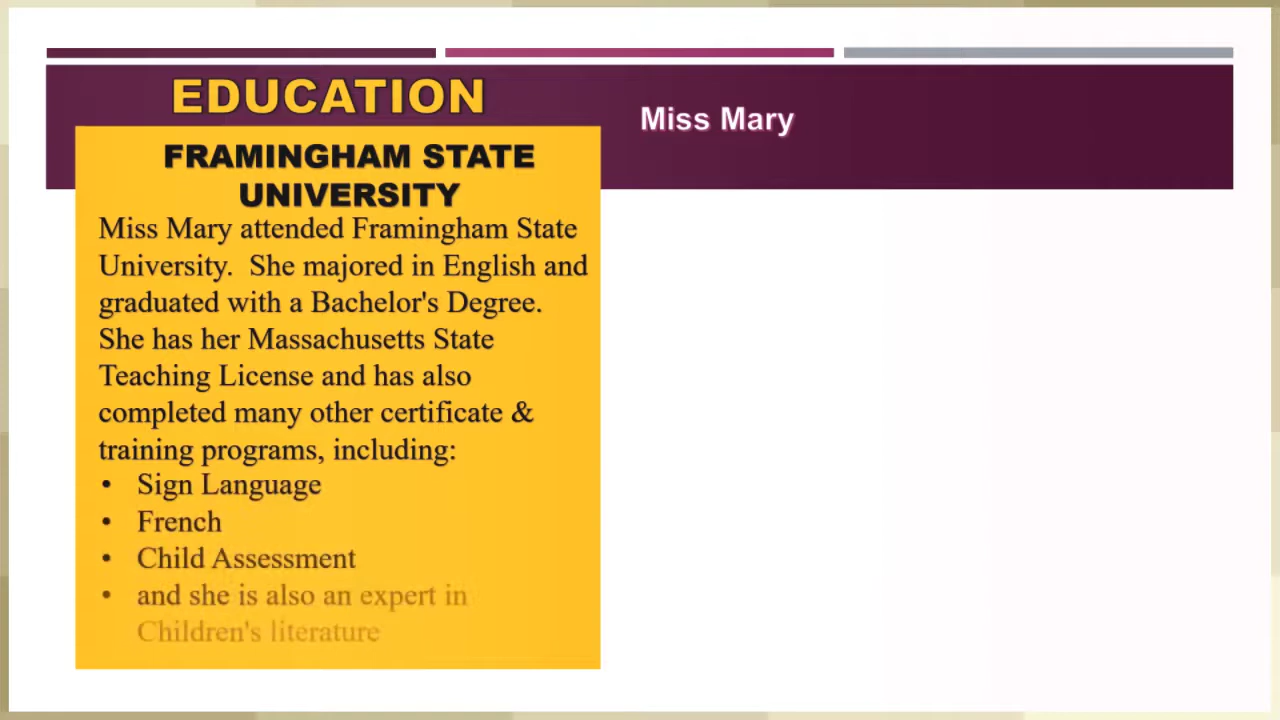 EDUCATION
Miss Mary
FRAMINGHAM STATE
UNIVERSITY
Miss Mary attended Framingham State
University.  She majored in English and
graduated with a Bachelor's Degree.
She has her Massachusetts State
Teaching License and has also
completed many other certificate &
training programs, including:
• Sign Language
• French
• Child Assessment
• and she is also an expert in
Children's literature